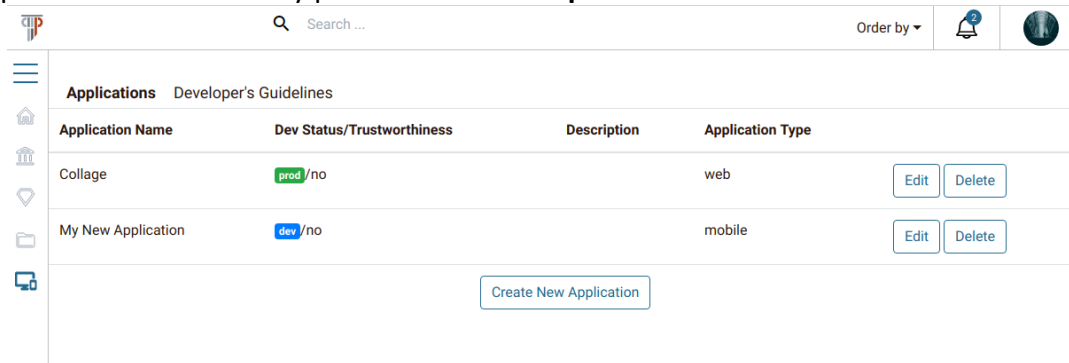 Search ...
Order by
2
Applications Developer's Guidelines
Application Name Dev Status/Trustworthiness Description Application Type
Collage prod/no web Edit Delete
My New Application dev/no mobile Edit Delete
Create New Application